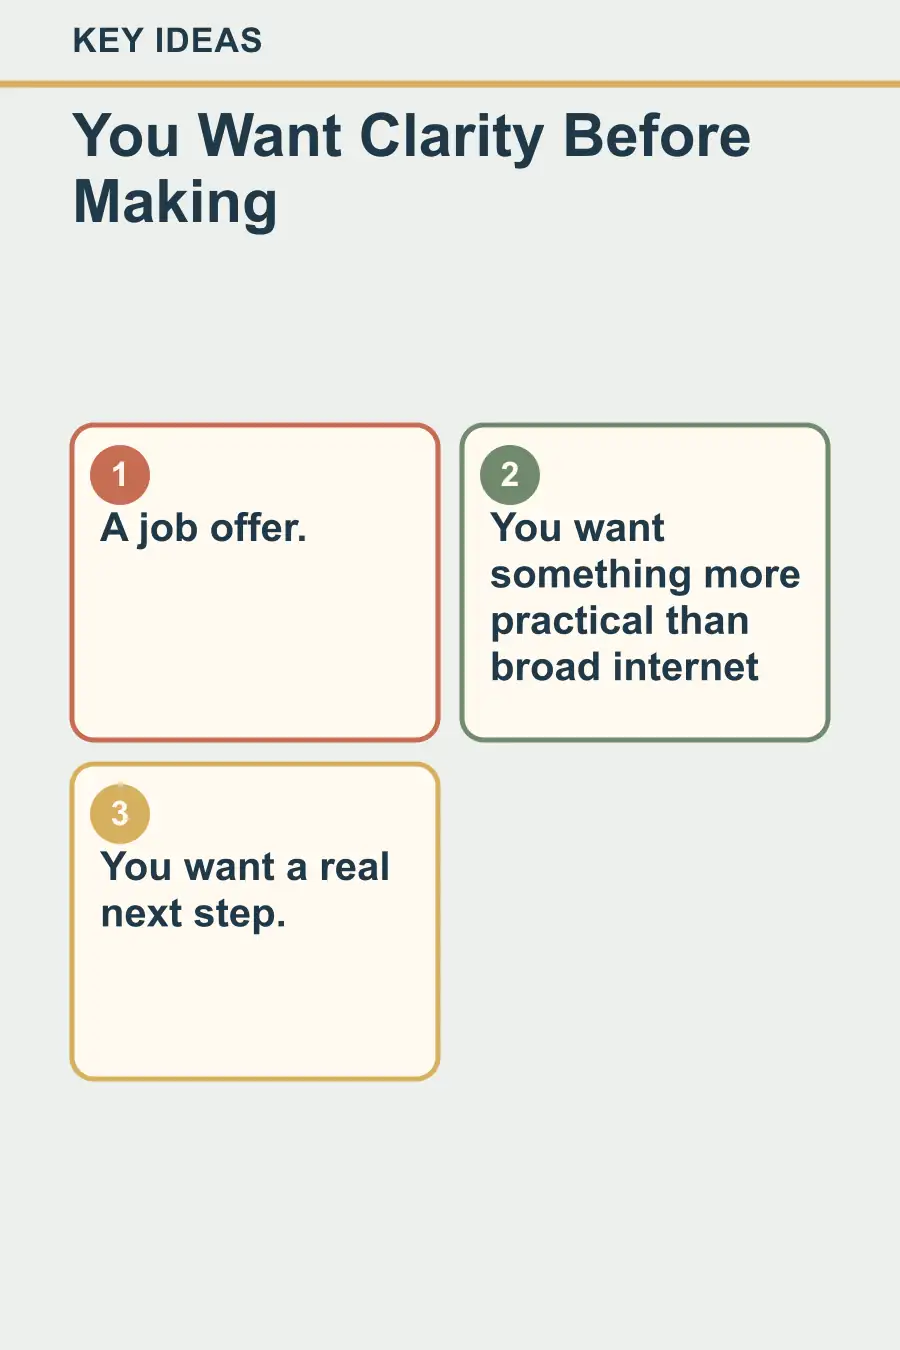 KEY IDEAS
You Want Clarity Before
Making
1
A job offer.
2
You want
something more
practical than
broad internet
3
You want a real
next step.